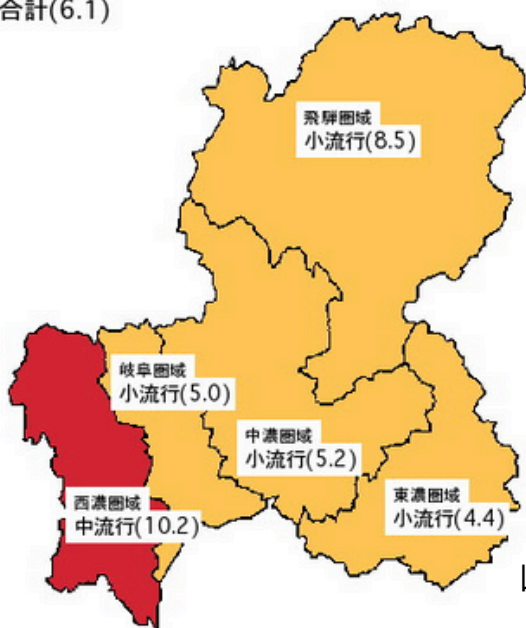 合計(6.1)
飛騨圏域
小流行(8.5)
岐阜圏域
小流行(5.0)
中濃圏域
小流行(5.2)
西濃圏域
中流行(10.2)
東濃圏域
小流行(4.4)